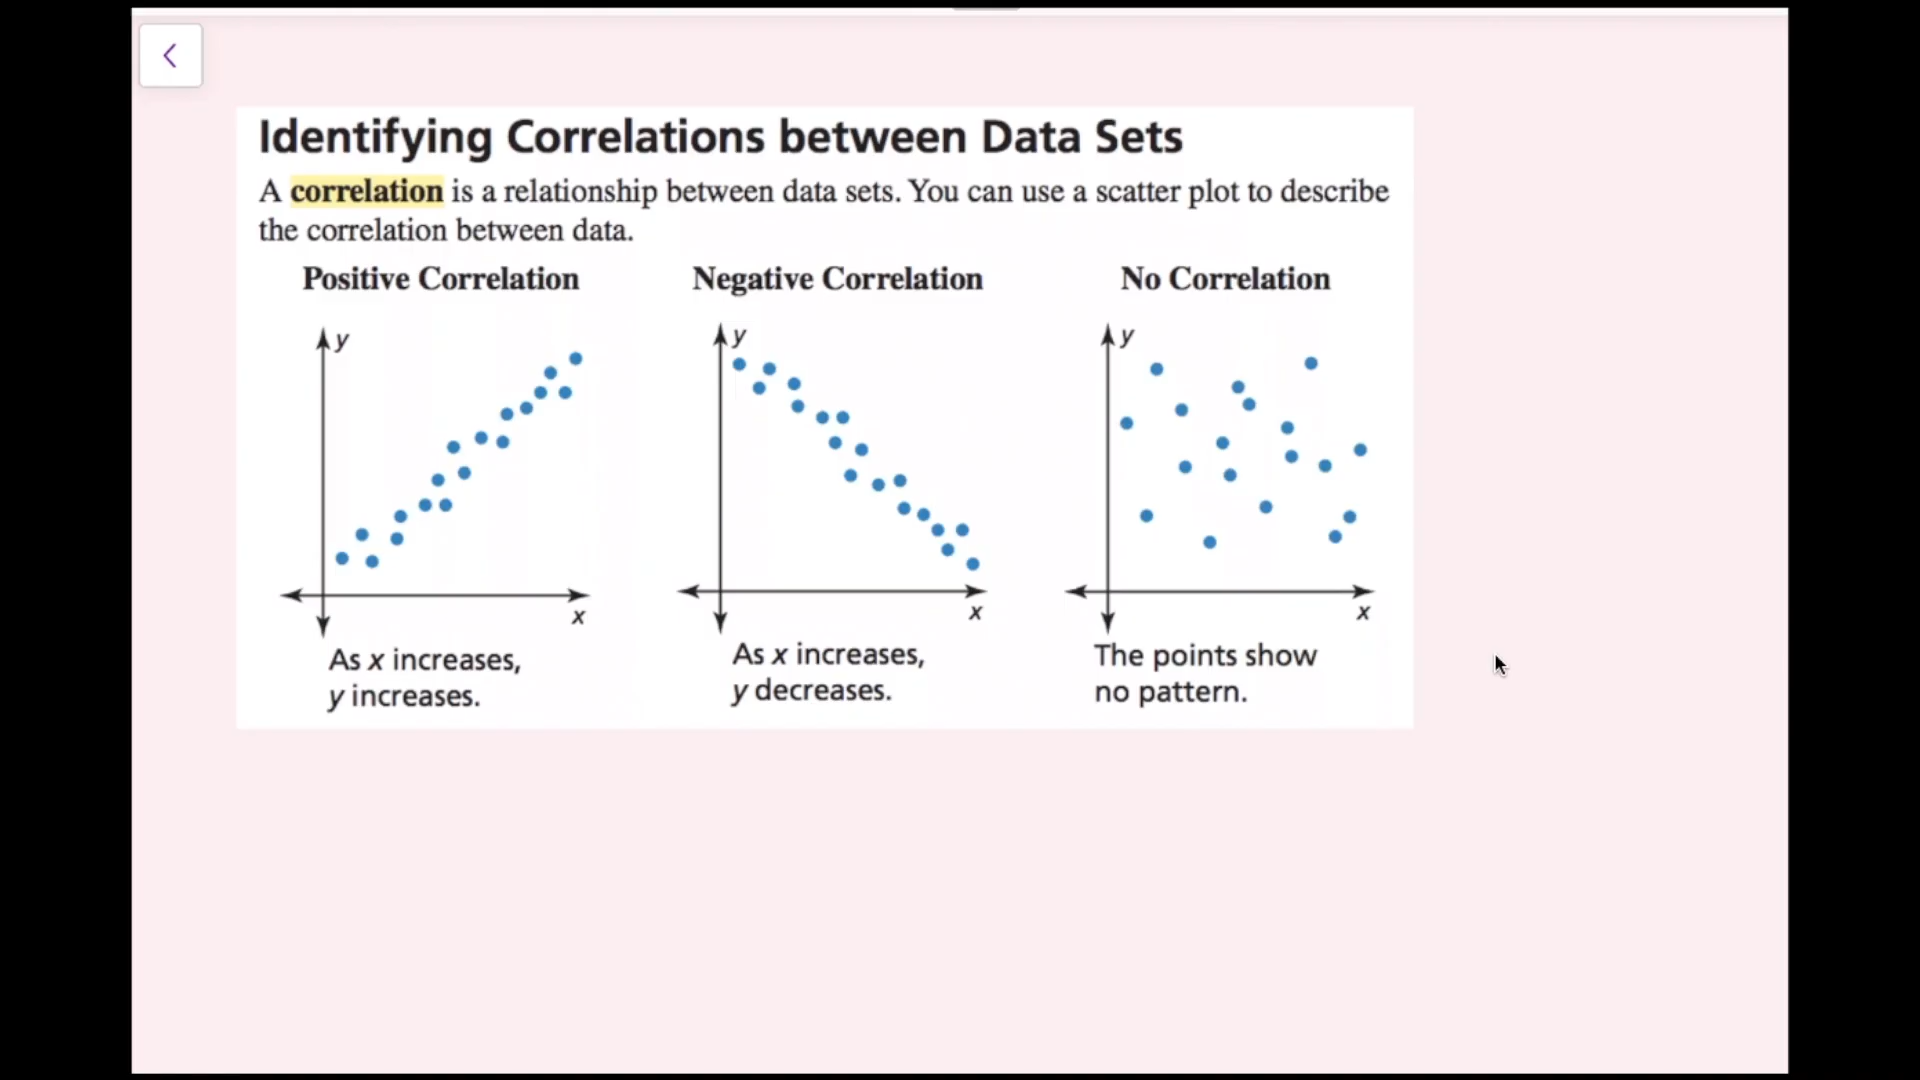 Identifying Correlations between Data Sets
A correlation is a relationship between data sets. You can use a scatter plot to describe
the correlation between data.
Positive Correlation
y
x
As x increases,
y increases.
Negative Correlation
y
x
As x increases,
y decreases.
No Correlation
y
x
The points show
no pattern.